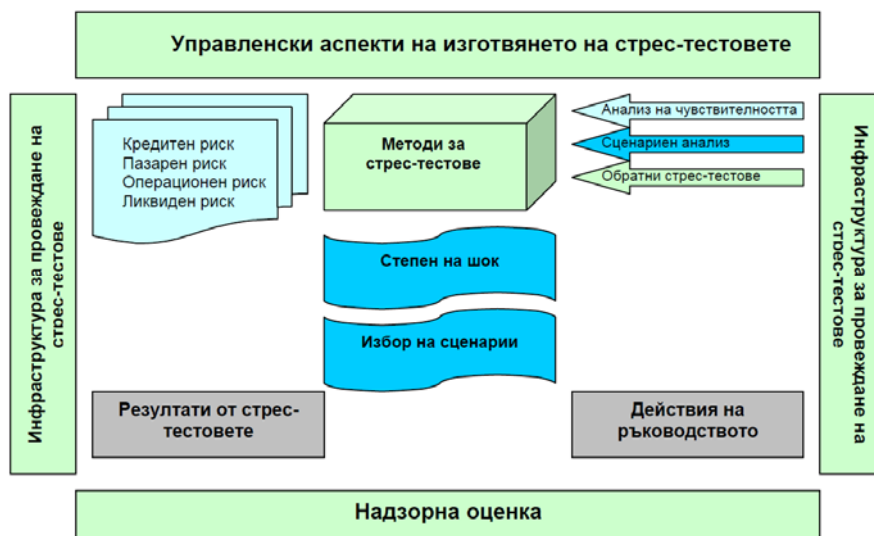 Управленски аспекти на изготвянето на стрес-тестовете
Инфраструктура за провеждане на
стрес-тестове
Кредитен риск
Пазарен риск
Операционен риск
Ликвиден риск
Методи за
стрес-тестове
Анализ на чувствителността
Сценариен анализ
Обратни стрес-тестове
Инфраструктура за провеждане на
стрес-тестове
Степен на шок
Избор на сценарии
Резултати от стрес-
тестовете
Действия на
ръководството
Надзорна оценка